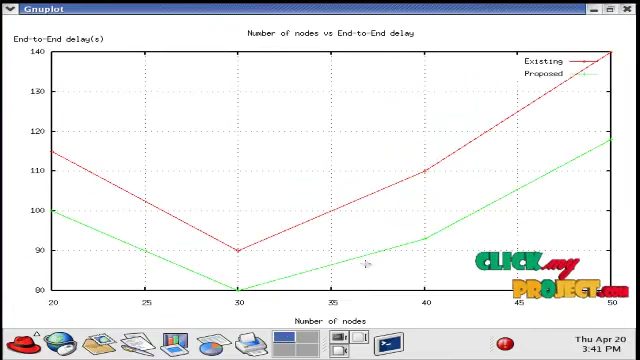 Gnuplot
Number of nodes vs End-to-End delay
End-to-End delay(s)
140
130
120
110
100
90
80
Existing
Proposed
20 25 30 35 40 45 50
Number of nodes
CLICK my
PROJECT.com
Thu Apr 20
3:41 PM